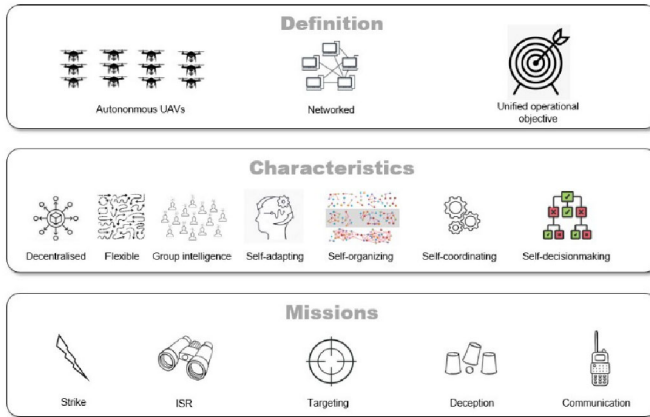 Definition
Autononmous UAVs
Networked
Unified operational
objective
Characteristics
Decentralised
Flexible
Group intelligence
Self-adapting
Self-organizing
Self-coordinating
Self-decisionmaking
Missions
Strike
ISR
Targeting
Deception
Communication